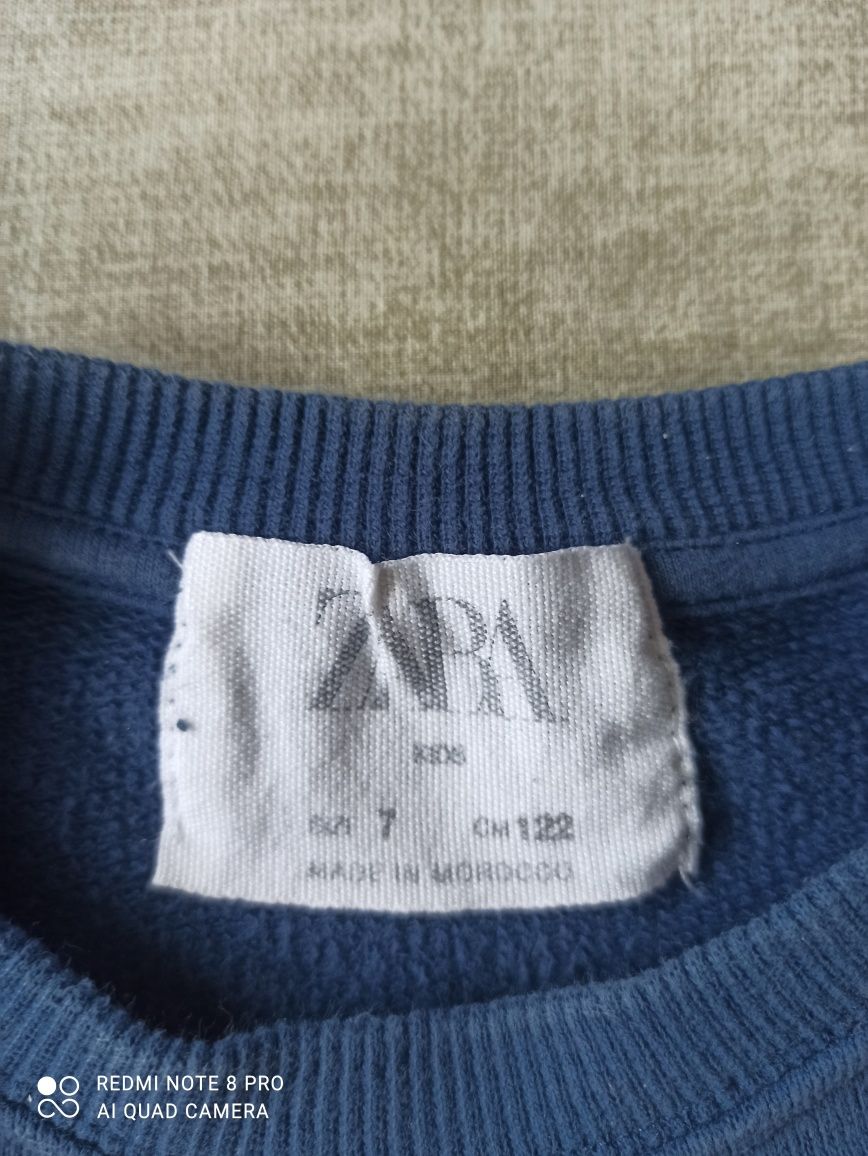 ZARA
KIDS
SIZE 7 CM 122
MADE IN MOROCCO
REDMI NOTE 8 PRO
AI QUAD CAMERA